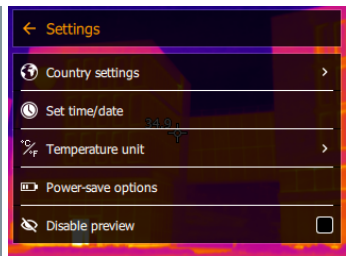 Settings
Country settings
Set time/date
34.9
°C/°F Temperature unit
Power-save options
Disable preview